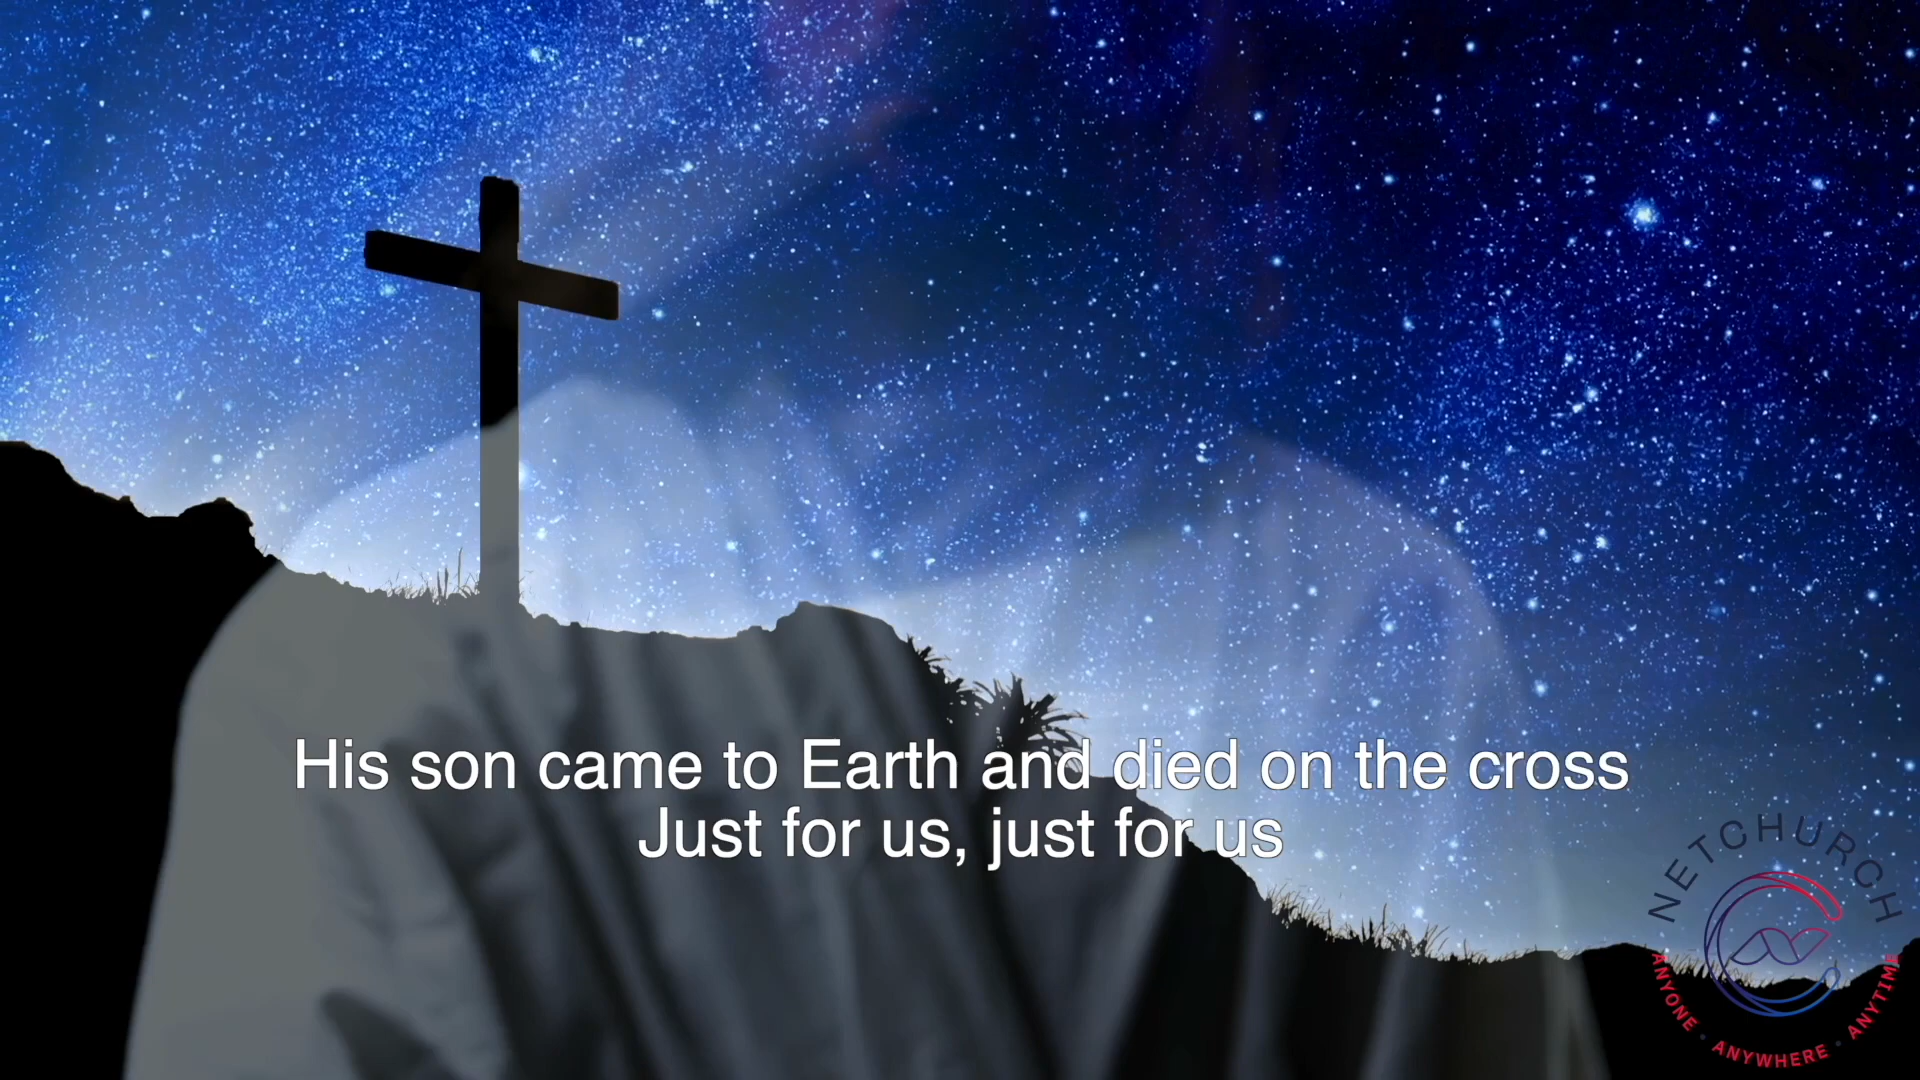 His son came to Earth and died on the cross
Just for us, just for us
NETCHURCH
ANYONE • ANYWHERE • ANYTIME